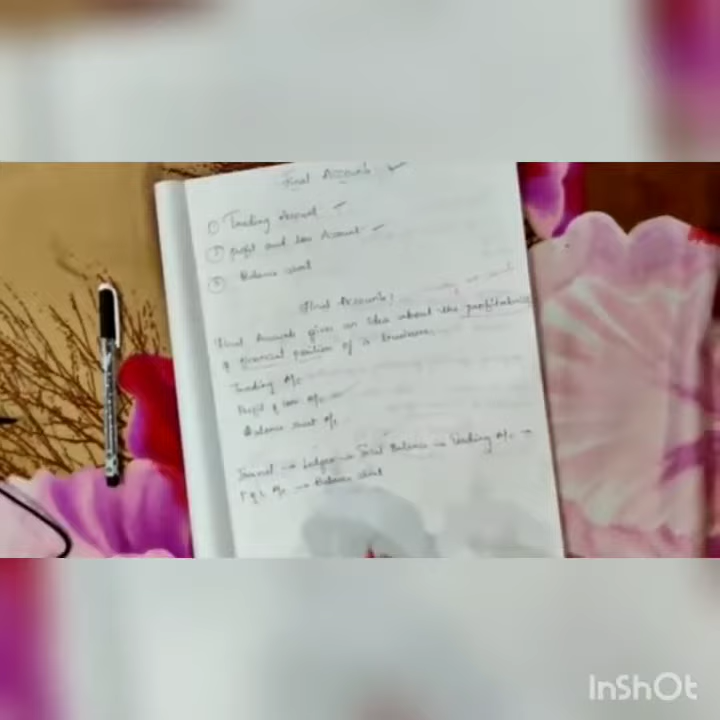 Final Accounts
① Trading Account
② Profit and loss Account
③ Balance sheet
Final Accounts:
Final Accounts gives an idea about the profitability
& financial position of a business.
Trading A/c
Profit & loss A/c
Balance sheet A/c
Journal → Ledger → Trial Balance → Trading A/c →
P & L A/c → Balance sheet
InShOt